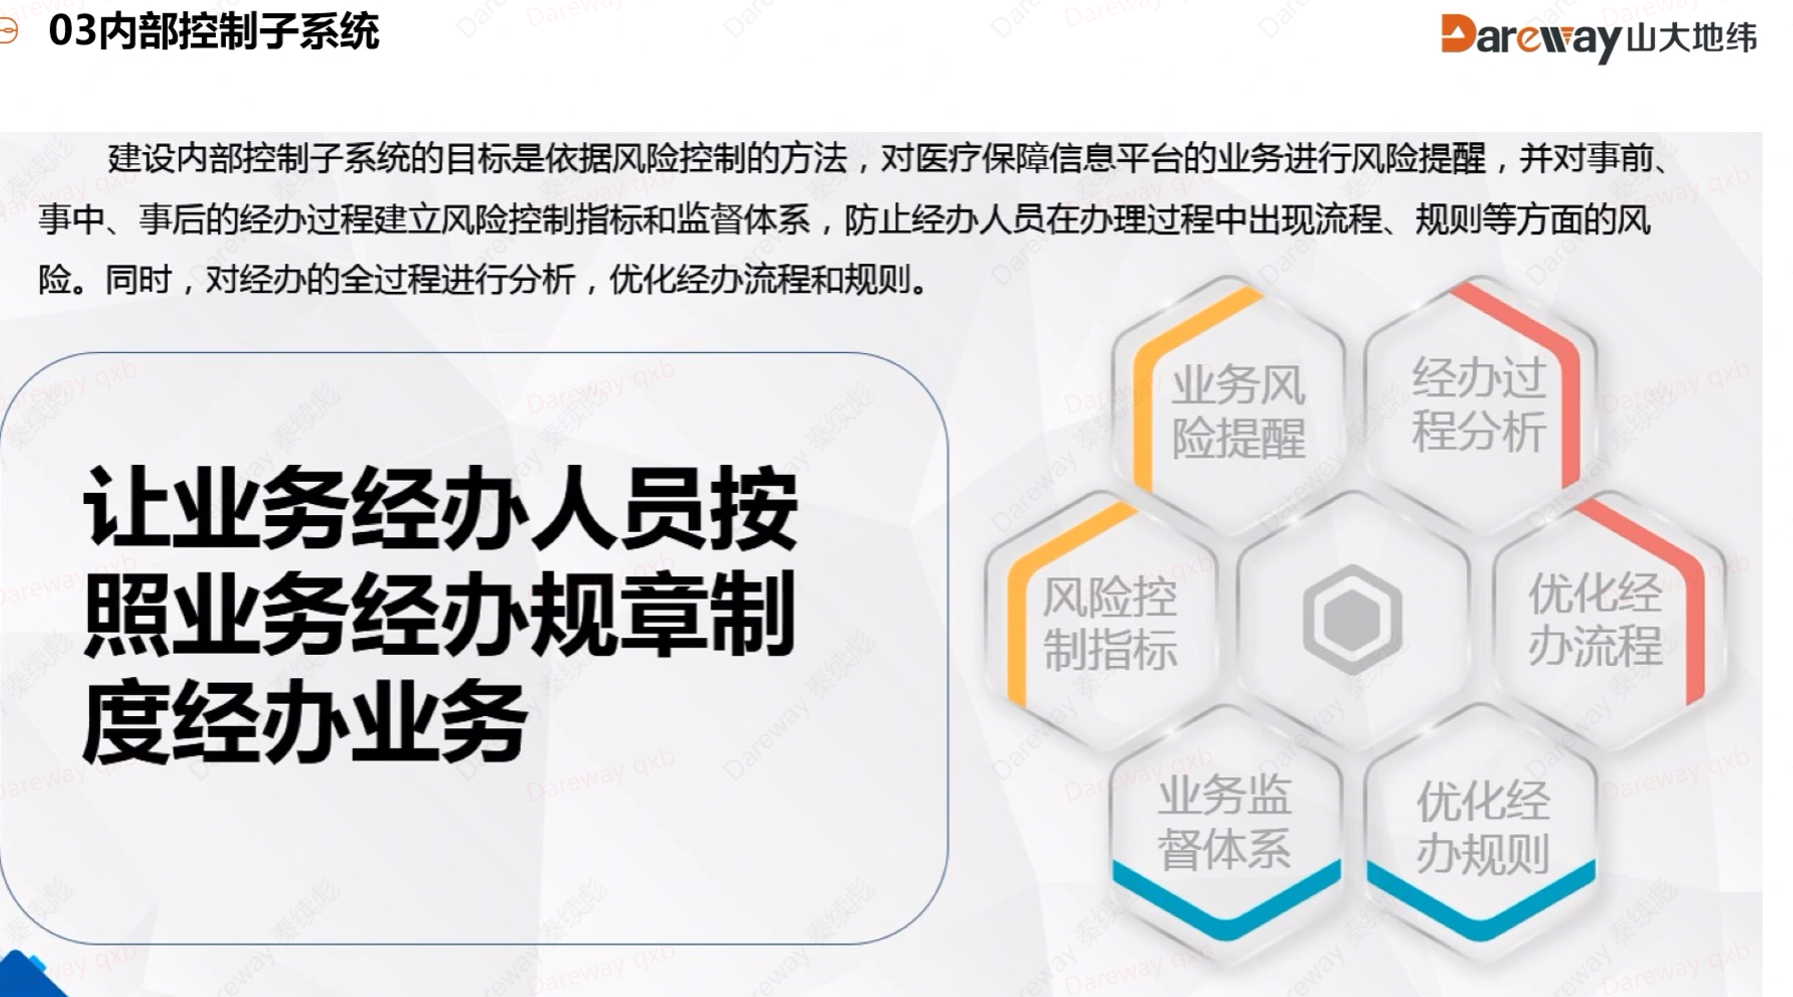 03内部控制子系统
Dareway山大地纬
建设内部控制子系统的目标是依据风险控制的方法，对医疗保障信息平台的业务进行风险提醒，并对事前、
事中、事后的经办过程建立风险控制指标和监督体系，防止经办人员在办理过程中出现流程、规则等方面的风
险。同时，对经办的全过程进行分析，优化经办流程和规则。
让业务经办人员按
照业务经办规章制
度经办业务
业务风
险提醒
经办过
程分析
风险控
制指标
优化经
办流程
业务监
督体系
优化经
办规则
Dareway qxb
Dareway 秦续彪